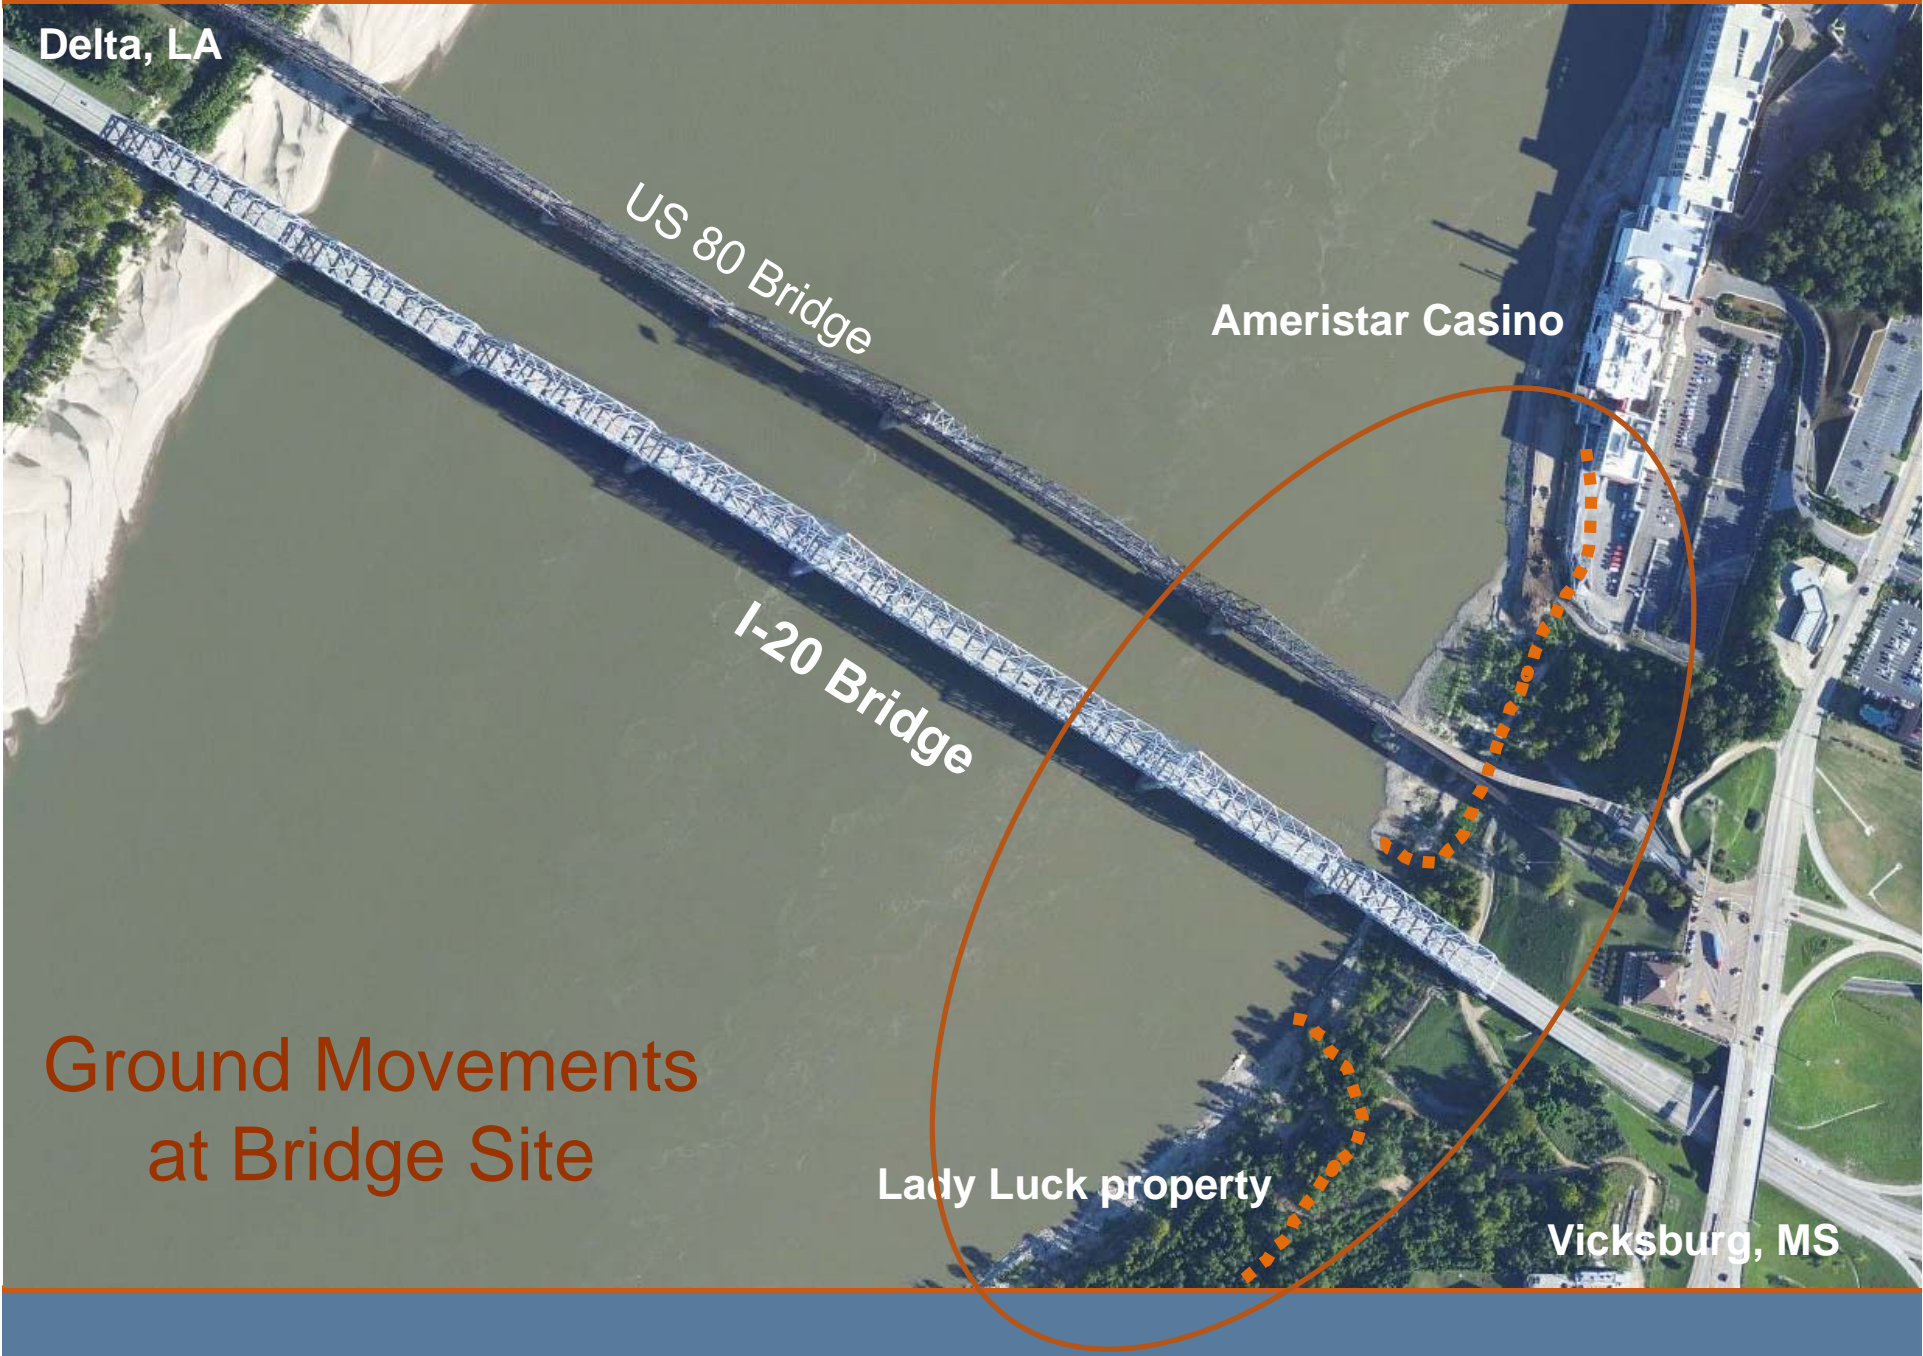 Delta, LA
US 80 Bridge
Ameristar Casino
I-20 Bridge
Ground Movements
at Bridge Site
Lady Luck property
Vicksburg, MS